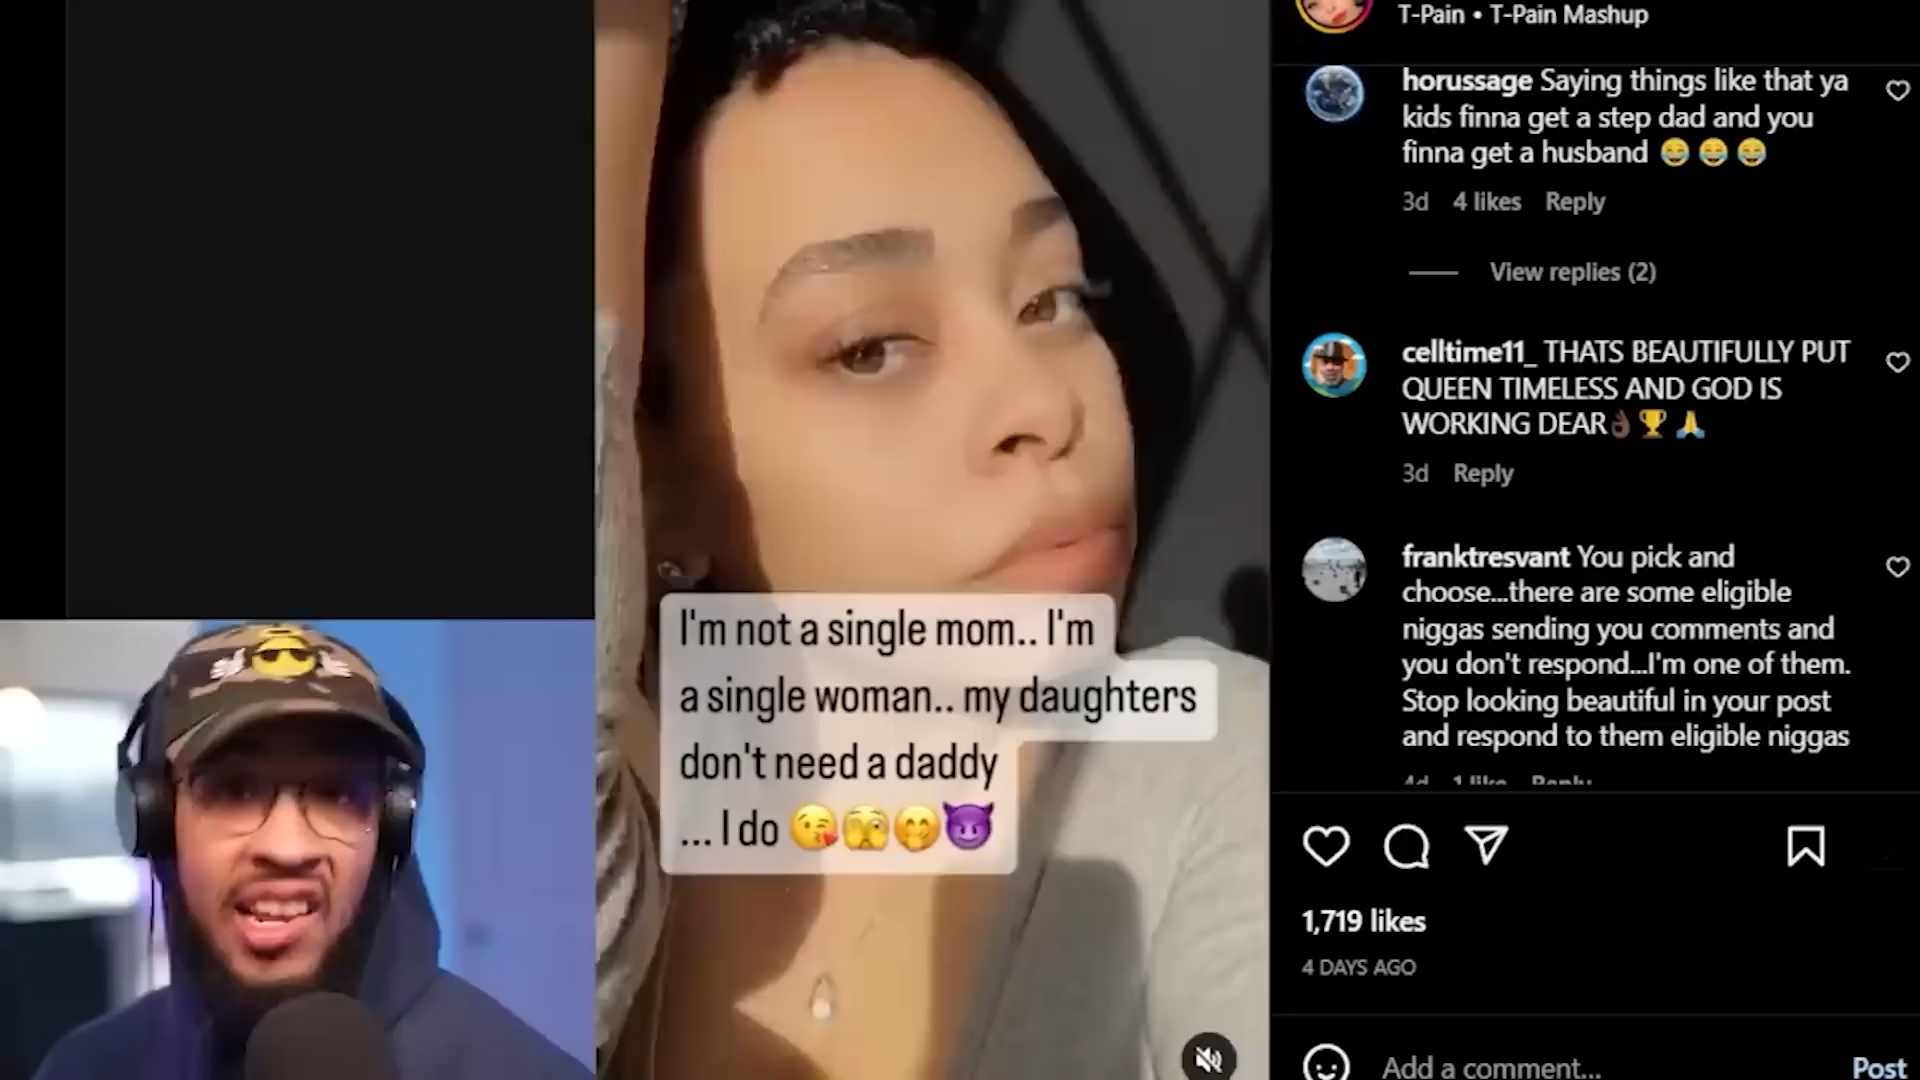 T-Pain • T-Pain Mashup
horussage Saying things like that ya
kids finna get a step dad and you
finna get a husband 😂 😂 😂
3d 4 likes Reply
View replies (2)
celltime11_ THATS BEAUTIFULLY PUT
QUEEN TIMELESS AND GOD IS
WORKING DEAR👌🏾🏆🙏
3d Reply
franktresvant You pick and
choose...there are some eligible
niggas sending you comments and
you don't respond...I'm one of them.
Stop looking beautiful in your post
and respond to them eligible niggas
4d 1 like Reply
I'm not a single mom.. I'm
a single woman.. my daughters
don't need a daddy
... I do 😘🫣🤭😈
1,719 likes
4 DAYS AGO
Add a comment...
Post